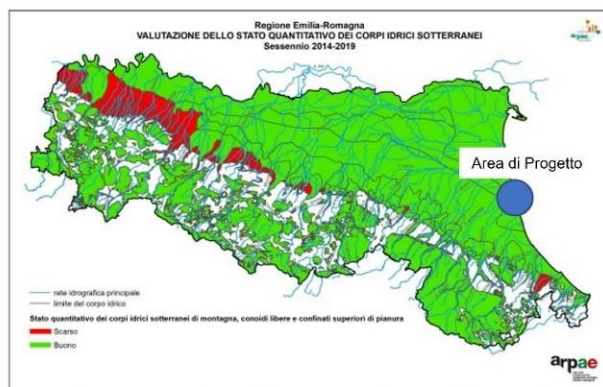 Regione Emilia-Romagna
VALUTAZIONE DELLO STATO QUANTITATIVO DEI CORPI IDRICI SOTTERRANEI
Sessennio 2014-2019
Area di Progetto
rete idrografica principale
limite del corpo idrico
Stato quantitativo dei corpi idrici sotterranei di montagna, conoidi libere e confinati superiori di pianura
Scarso
Buono
arpae